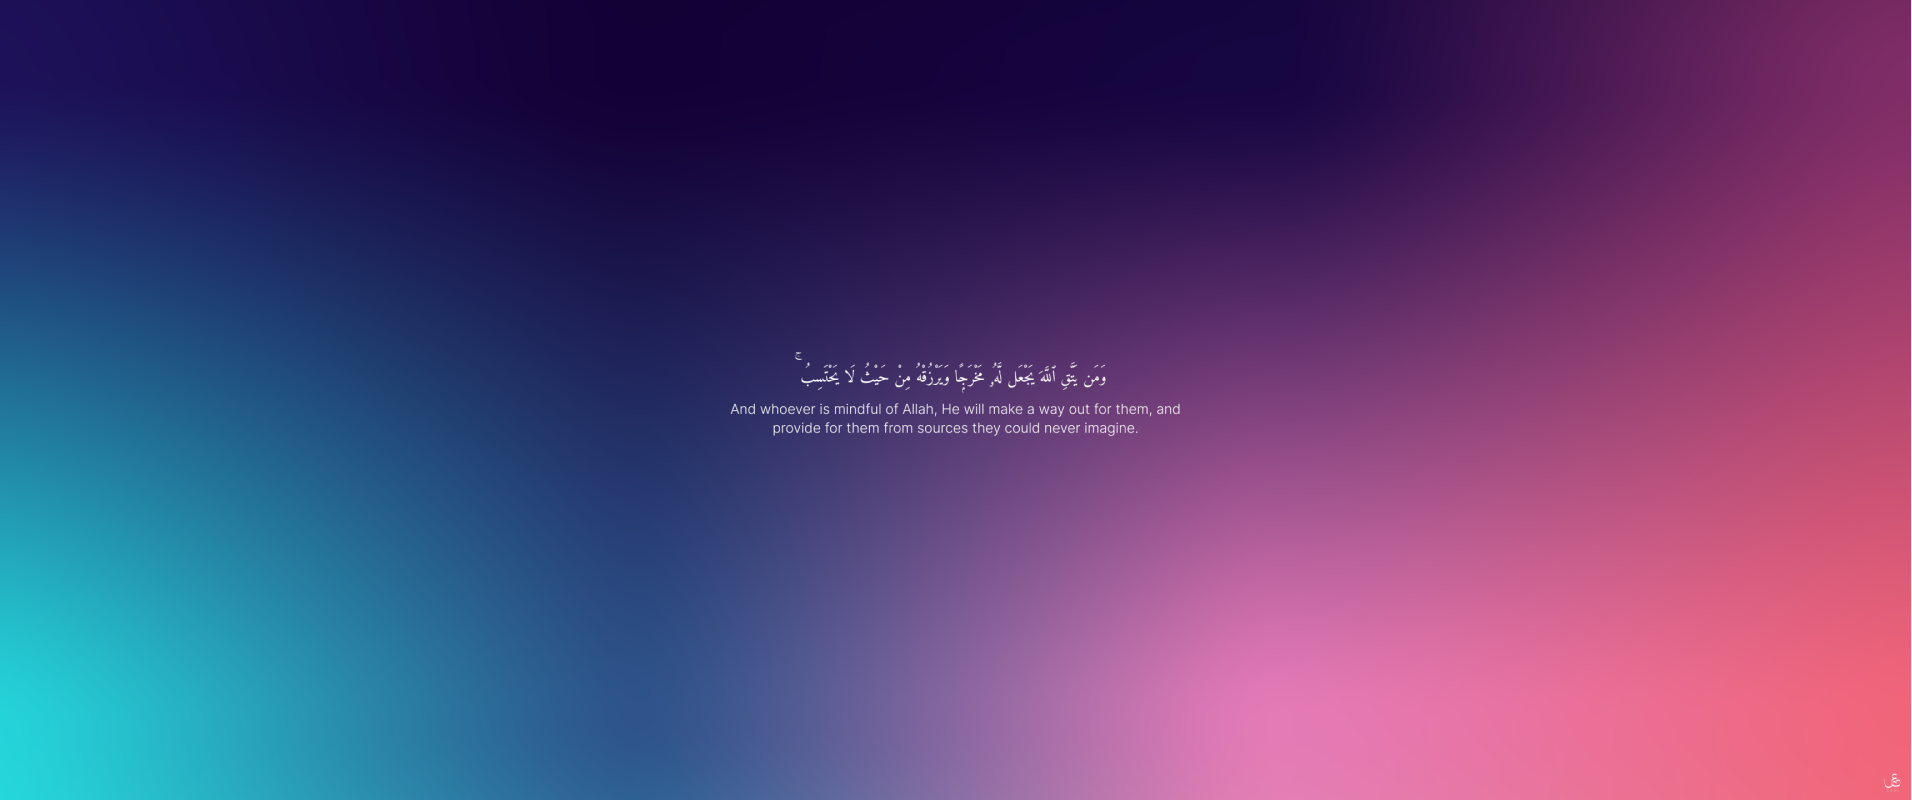 وَمَن يَتَّقِ ٱللَّهَ يَجْعَل لَّهُۥ مَخْرَجًۭا وَيَرْزُقْهُ مِنْ حَيْثُ لَا يَحْتَسِبُ ۚ
And whoever is mindful of Allah, He will make a way out for them, and
provide for them from sources they could never imagine.